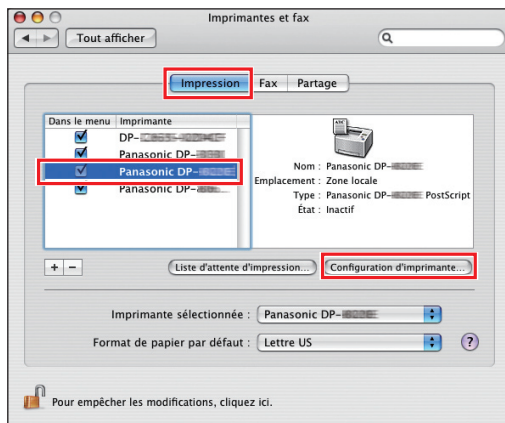 Imprimantes et fax
Tout afficher
Impression Fax Partage
Dans le menu Imprimante
DP-
Panasonic DP-
Panasonic DP-
Panasonic DP-
ABC
Nom : Panasonic DP-
Emplacement : Zone locale
Type : Panasonic DP- PostScript
État : Inactif
+ −
Liste d'attente d'impression... Configuration d'imprimante...
Imprimante sélectionnée : Panasonic DP-
Format de papier par défaut : Lettre US
?
Pour empêcher les modifications, cliquez ici.